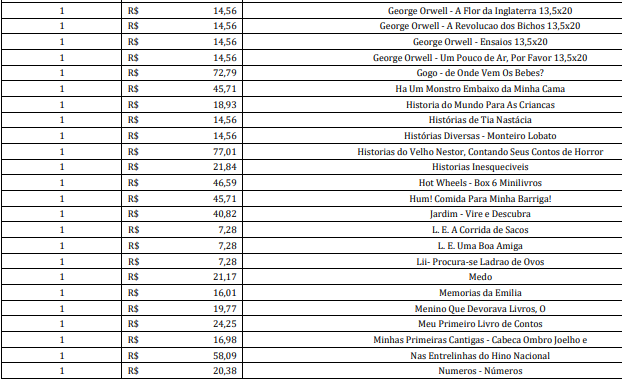 1 R$ 14,56 George Orwell - A Flor da Inglaterra 13,5x20
1 R$ 14,56 George Orwell - A Revolucao dos Bichos 13,5x20
1 R$ 14,56 George Orwell - Ensaios 13,5x20
1 R$ 14,56 George Orwell - Um Pouco de Ar, Por Favor 13,5x20
1 R$ 72,79 Gogo - de Onde Vem Os Bebes?
1 R$ 45,71 Ha Um Monstro Embaixo da Minha Cama
1 R$ 18,93 Historia do Mundo Para As Criancas
1 R$ 14,56 Histórias de Tia Nastácia
1 R$ 14,56 Histórias Diversas - Monteiro Lobato
1 R$ 77,01 Historias do Velho Nestor, Contando Seus Contos de Horror
1 R$ 21,84 Historias Inesqueciveis
1 R$ 46,59 Hot Wheels - Box 6 Minilivros
1 R$ 45,71 Hum! Comida Para Minha Barriga!
1 R$ 40,82 Jardim - Vire e Descubra
1 R$ 7,28 L. E. A Corrida de Sacos
1 R$ 7,28 L. E. Uma Boa Amiga
1 R$ 7,28 Lii- Procura-se Ladrao de Ovos
1 R$ 21,17 Medo
1 R$ 16,01 Memorias da Emilia
1 R$ 19,77 Menino Que Devorava Livros, O
1 R$ 24,25 Meu Primeiro Livro de Contos
1 R$ 16,98 Minhas Primeiras Cantigas - Cabeca Ombro Joelho e
1 R$ 58,09 Nas Entrelinhas do Hino Nacional
1 R$ 20,38 Numeros - Números